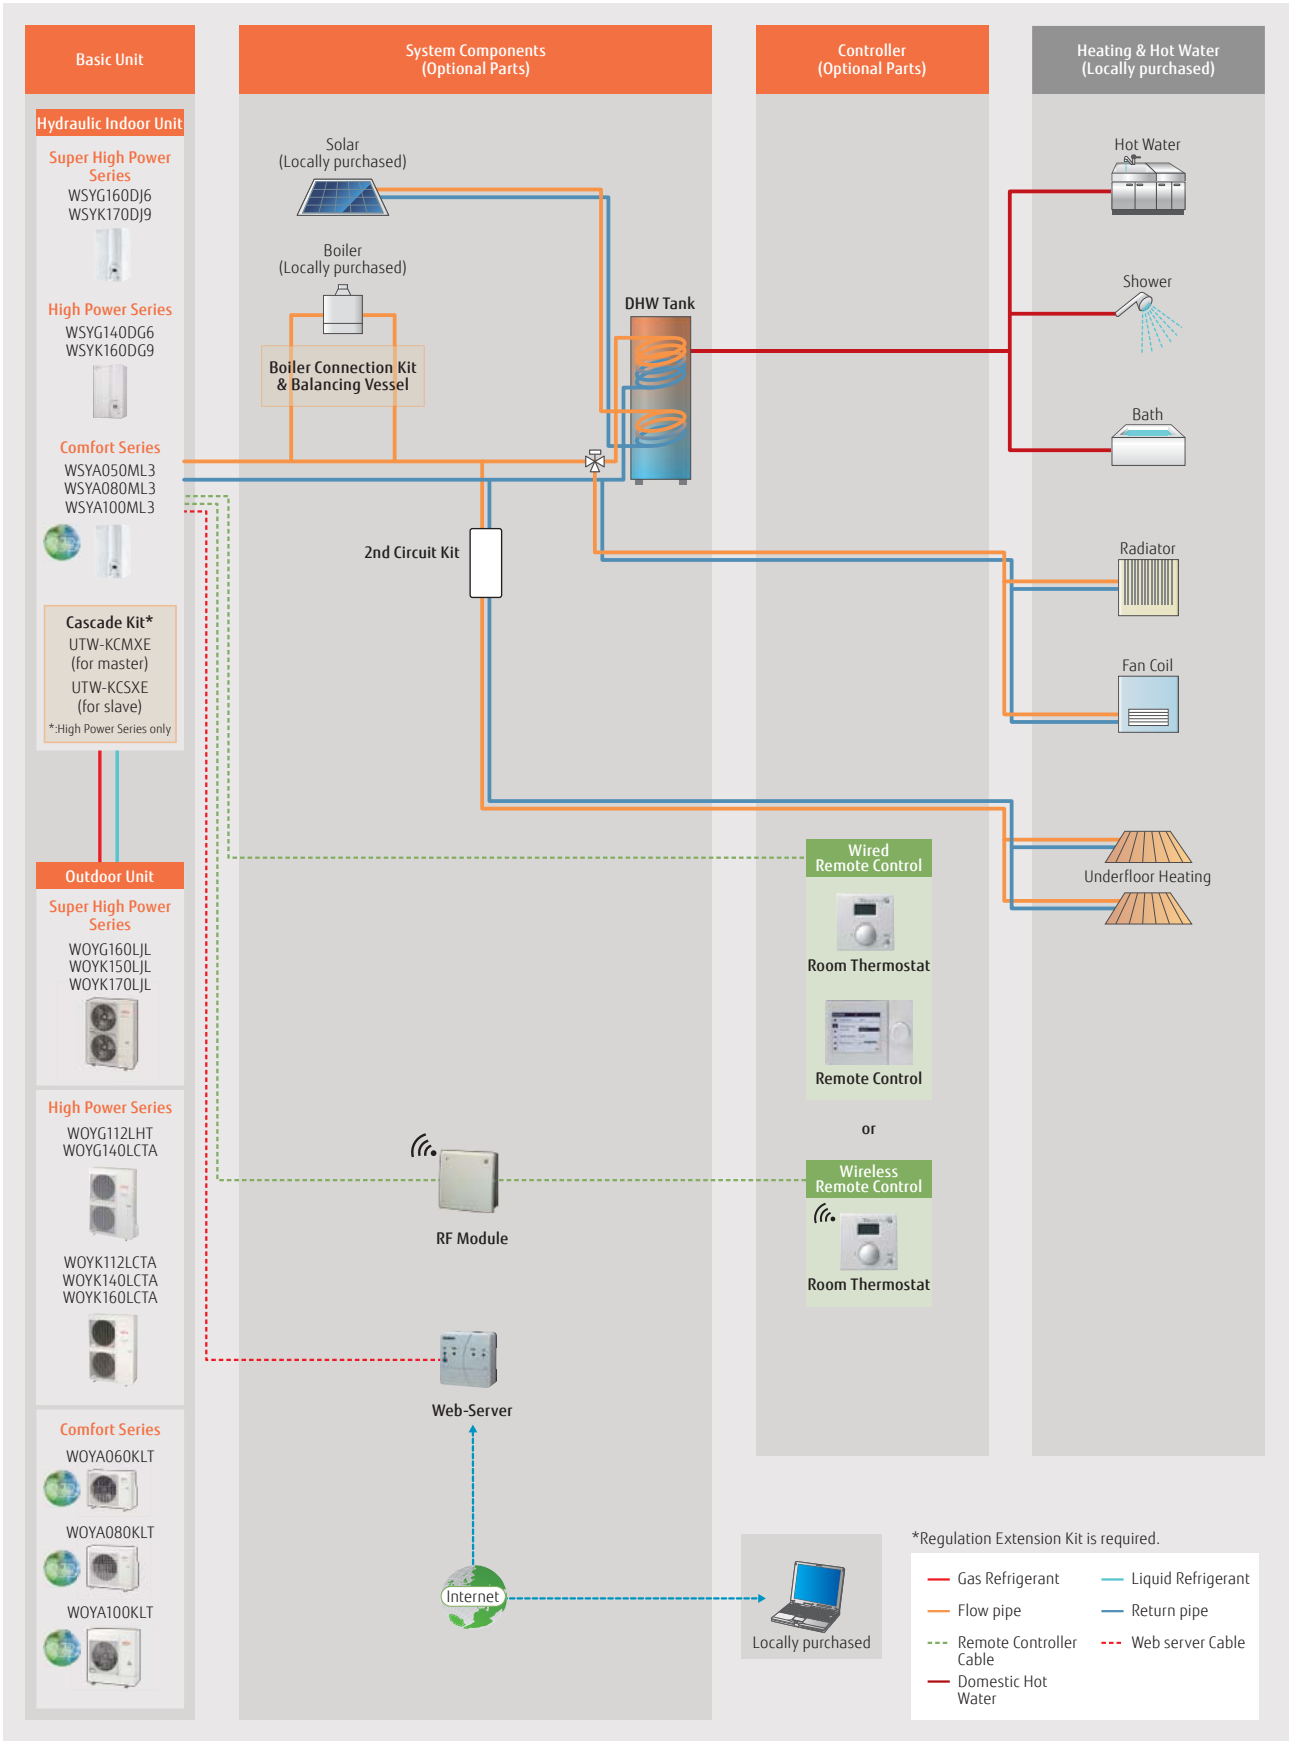 Basic Unit
System Components
(Optional Parts)
Controller
(Optional Parts)
Heating & Hot Water
(Locally purchased)
Hydraulic Indoor Unit
Super High Power
Series
WSYG160DJ6
WSYK170DJ9
High Power Series
WSYG140DG6
WSYK160DG9
Comfort Series
WSYA050ML3
WSYA080ML3
WSYA100ML3
Cascade Kit*
UTW-KCMXE
(for master)
UTW-KCSXE
(for slave)
*:High Power Series only
Outdoor Unit
Super High Power
Series
WOYG160LJL
WOYK150LJL
WOYK170LJL
High Power Series
WOYG112LHT
WOYG140LCTA
WOYK112LCTA
WOYK140LCTA
WOYK160LCTA
Comfort Series
WOYA060KLT
WOYA080KLT
WOYA100KLT
Solar
(Locally purchased)
Boiler
(Locally purchased)
Boiler Connection Kit
& Balancing Vessel
DHW Tank
2nd Circuit Kit
RF Module
Web-Server
Internet
Wired
Remote Control
Room Thermostat
Remote Control
or
Wireless
Remote Control
Room Thermostat
Hot Water
Shower
Bath
Radiator
Fan Coil
Underfloor Heating
Locally purchased
*Regulation Extension Kit is required.
Gas Refrigerant
Liquid Refrigerant
Flow pipe
Return pipe
Remote Controller
Cable
Web server Cable
Domestic Hot
Water